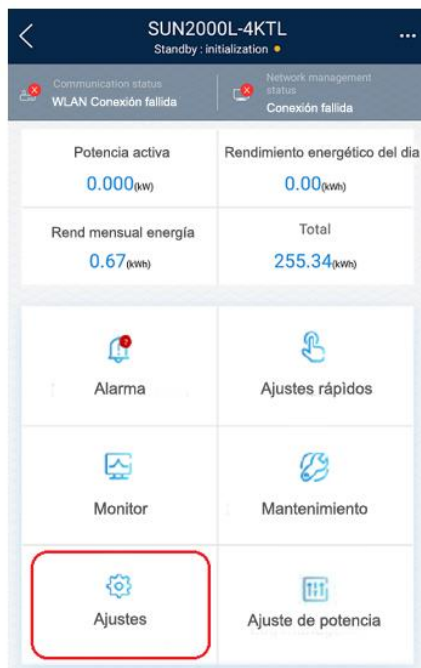 SUN2000L-4KTL
Standby : initialization
Communication status
WLAN Conexión fallida
Network management
status
Conexión fallida
Potencia activa
0.000(kW)
Rendimiento energético del dia
0.00(kWh)
Rend mensual energía
0.67(kWh)
Total
255.34(kWh)
Alarma
Ajustes rápidos
Monitor
Mantenimiento
Ajustes
Ajuste de potencia